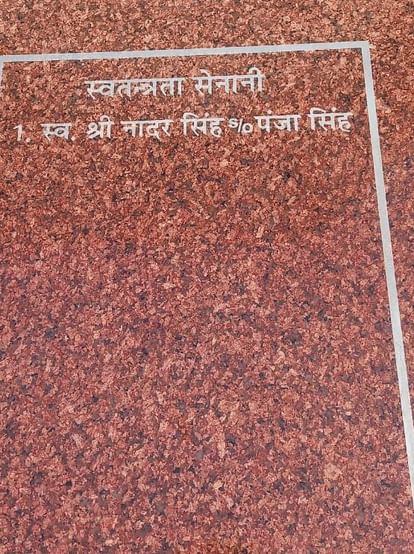 स्वतन्त्रता सेनानी
1. स्व. श्री नादर सिंह s/o पंजा सिंह